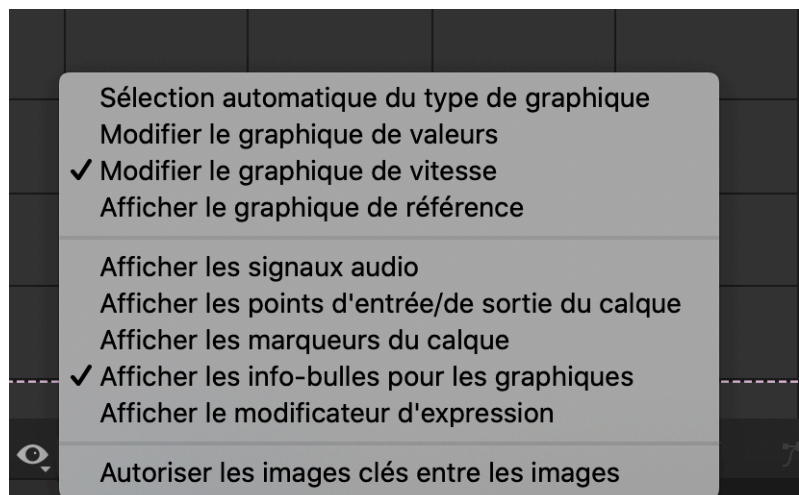 Sélection automatique du type de graphique
Modifier le graphique de valeurs
Modifier le graphique de vitesse
Afficher le graphique de référence
Afficher les signaux audio
Afficher les points d'entrée/de sortie du calque
Afficher les marqueurs du calque
Afficher les info-bulles pour les graphiques
Afficher le modificateur d'expression
Autoriser les images clés entre les images